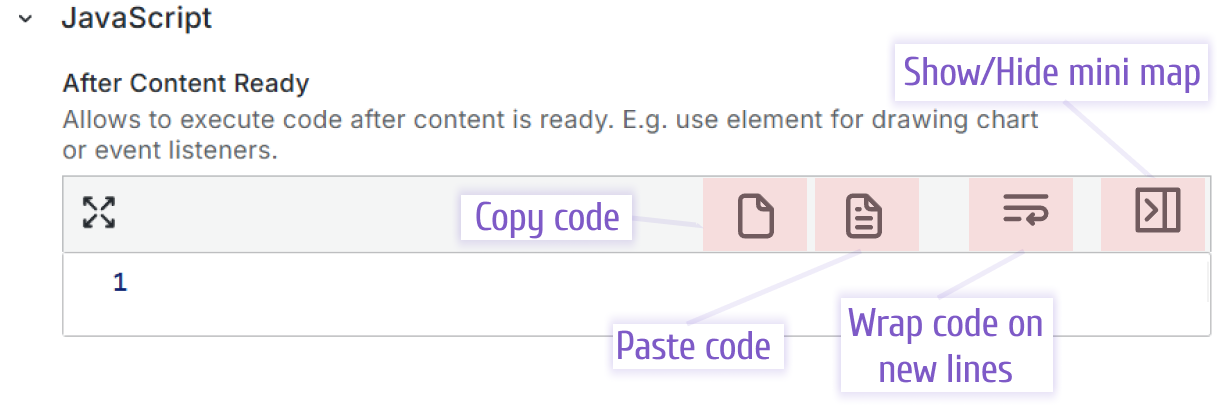 JavaScript
Show/Hide mini map
After Content Ready
Allows to execute code after content is ready. E.g. use element for drawing chart
or event listeners.
Copy code
1
Paste code
Wrap code on
new lines